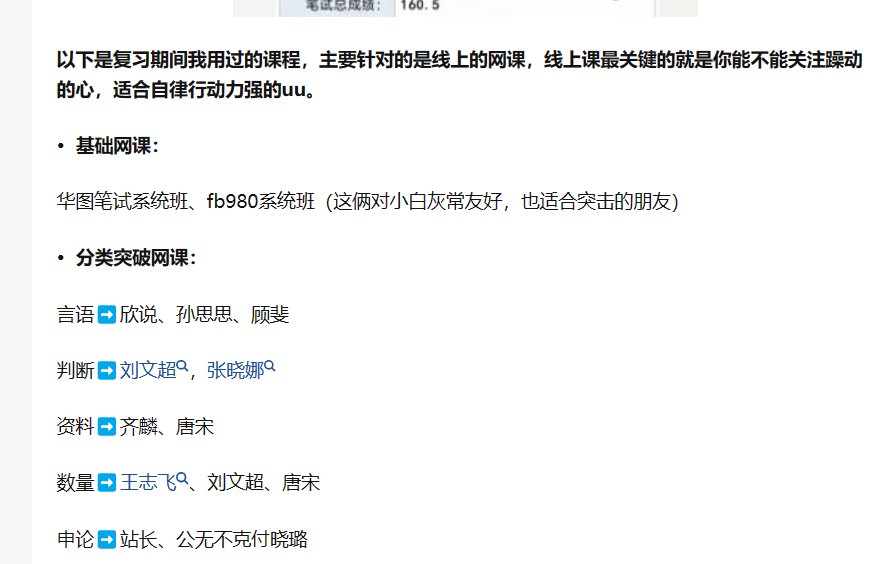 笔试总成绩： 160.5
以下是复习期间我用过的课程，主要针对的是线上的网课，线上课最关键的就是你能不能关注躁动
的心，适合自律行动力强的uu。
• 基础网课：
华图笔试系统班、fb980系统班（这俩对小白灰常友好，也适合突击的朋友）
• 分类突破网课：
言语➡️欣说、孙思思、顾斐
判断➡️刘文超，张晓娜
资料➡️齐麟、唐宋
数量➡️王志飞、刘文超、唐宋
申论➡️站长、公无不克付晓璐